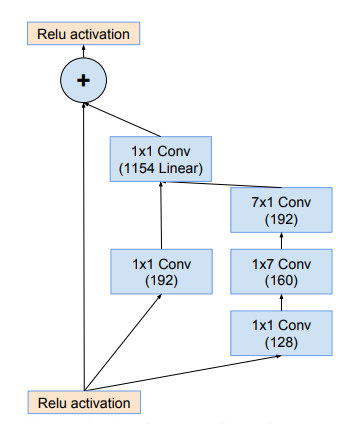 Relu activation
+
1x1 Conv
(1154 Linear)
7x1 Conv
(192)
1x1 Conv
(192)
1x7 Conv
(160)
1x1 Conv
(128)
Relu activation